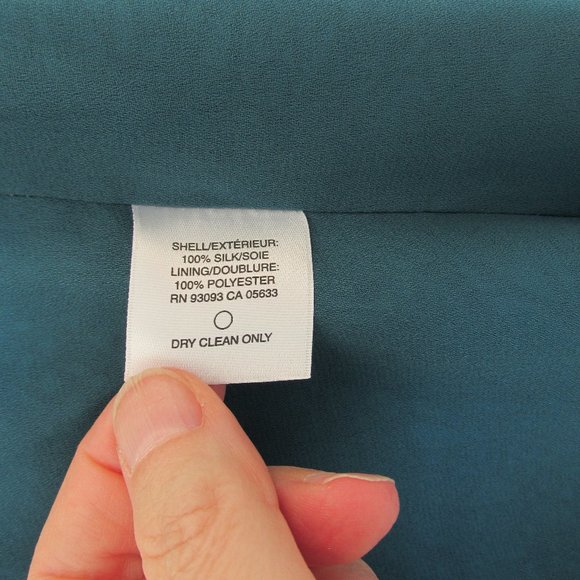 SHELL/EXTÉRIEUR:
100% SILK/SOIE
LINING/DOUBLURE:
100% POLYESTER
RN 93093 CA 05633
DRY CLEAN ONLY